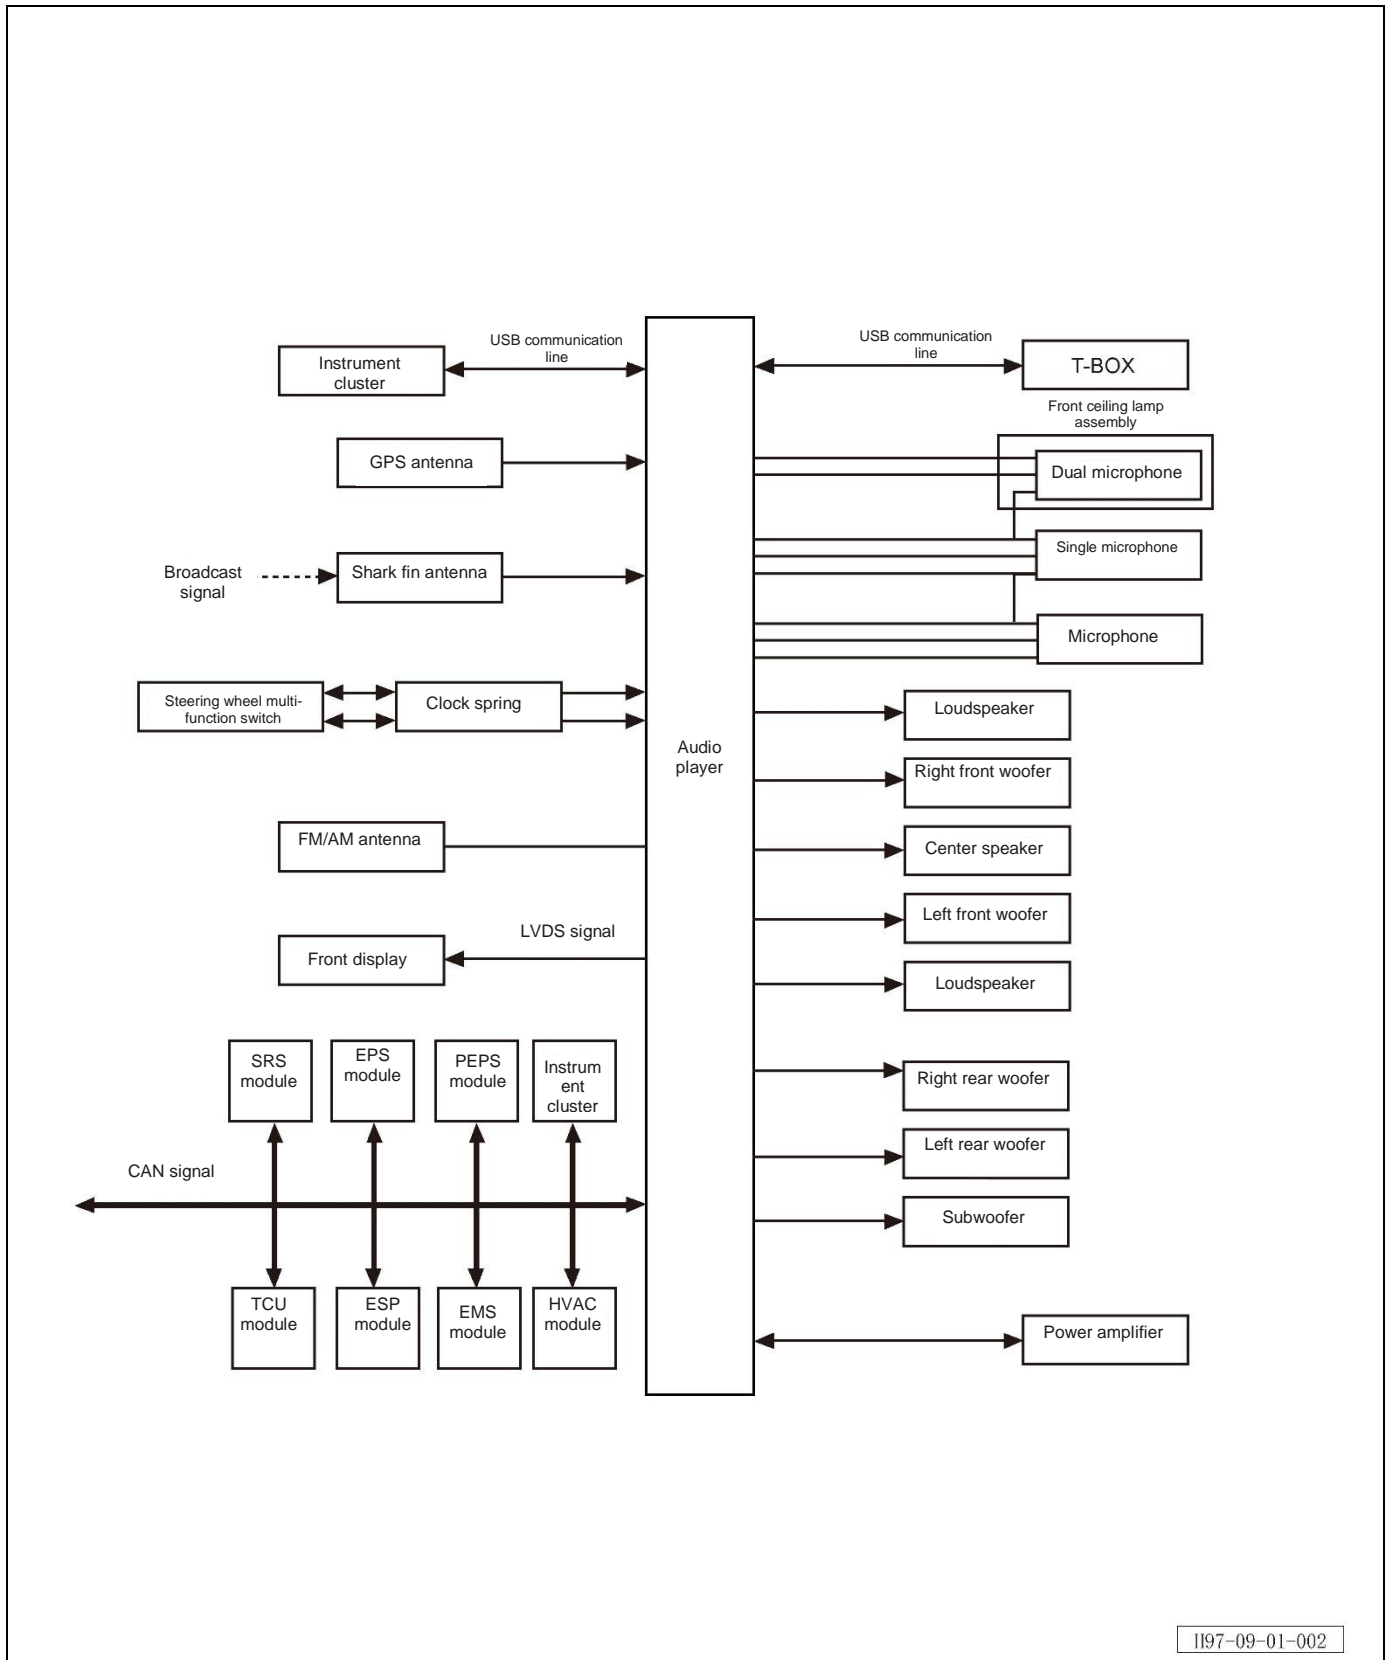 USB communication
line
Instrument
cluster
GPS antenna
Broadcast
signal
Shark fin antenna
Steering wheel multi-
function switch
Clock spring
FM/AM antenna
LVDS signal
Front display
SRS
module
EPS
module
PEPS
module
Instrum
ent
cluster
CAN signal
TCU
module
ESP
module
EMS
module
HVAC
module
Audio
player
USB communication
line
T-BOX
Front ceiling lamp
assembly
Dual microphone
Single microphone
Microphone
Loudspeaker
Right front woofer
Center speaker
Left front woofer
Loudspeaker
Right rear woofer
Left rear woofer
Subwoofer
Power amplifier
H97-09-01-002